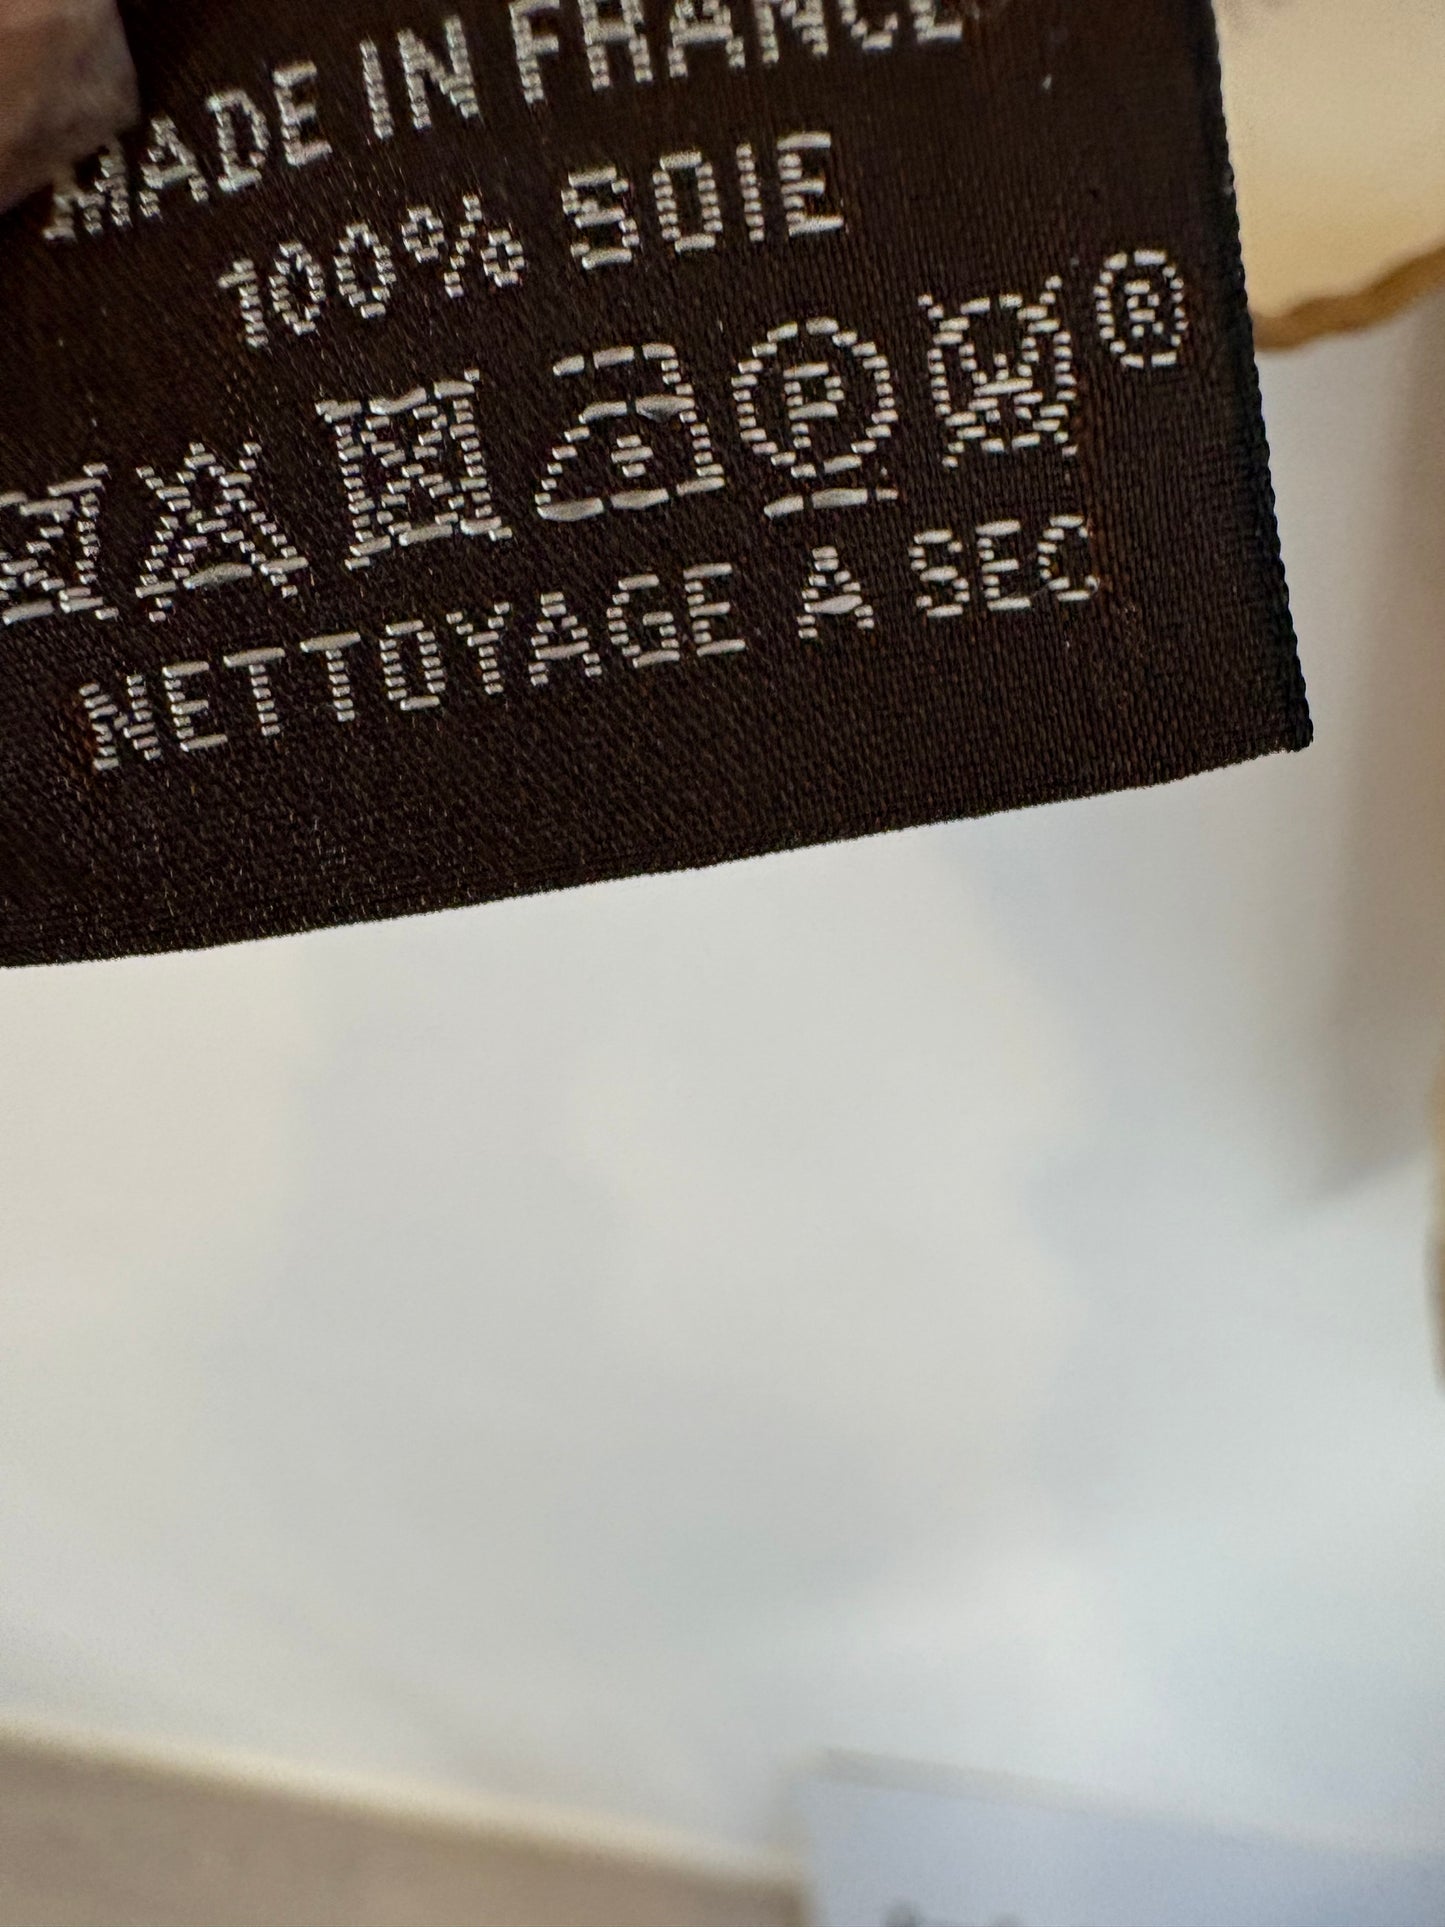 MADE IN FRANCE
100% SOIE
P W ®
NETTOYAGE A SEC